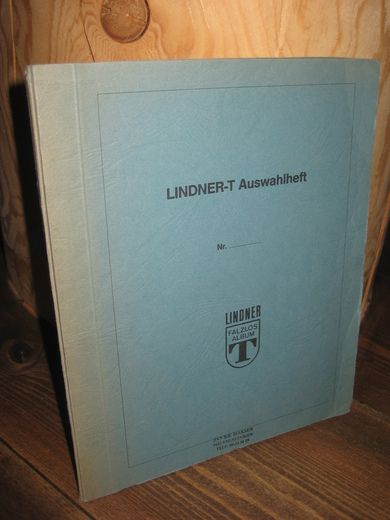 LINDNER-T Auswahlheft
Nr.
LINDNER
FALZLOS
ALBUM
T